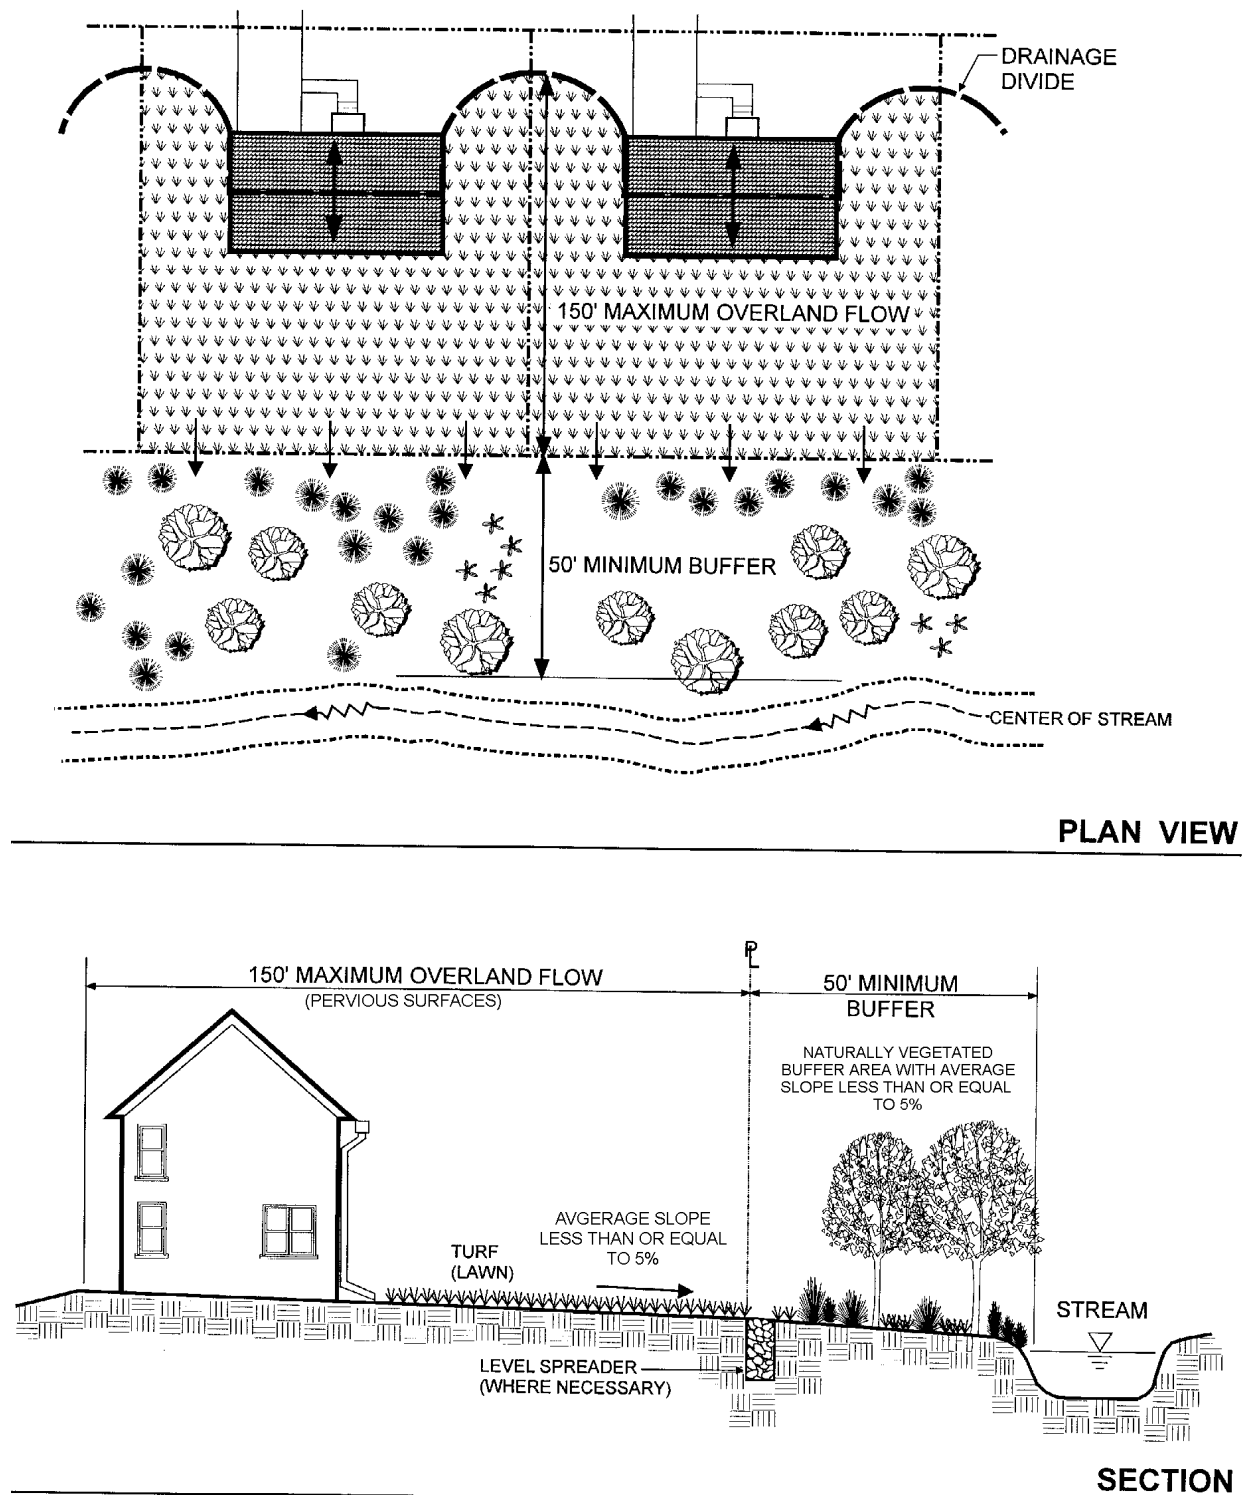 DRAINAGE
DIVIDE
150' MAXIMUM OVERLAND FLOW
50' MINIMUM BUFFER
CENTER OF STREAM
PLAN VIEW
PL
150' MAXIMUM OVERLAND FLOW
(PERVIOUS SURFACES)
50' MINIMUM
BUFFER
NATURALLY VEGETATED
BUFFER AREA WITH AVERAGE
SLOPE LESS THAN OR EQUAL
TO 5%
AVGERAGE SLOPE
LESS THAN OR EQUAL
TO 5%
TURF
(LAWN)
STREAM
LEVEL SPREADER
(WHERE NECESSARY)
SECTION